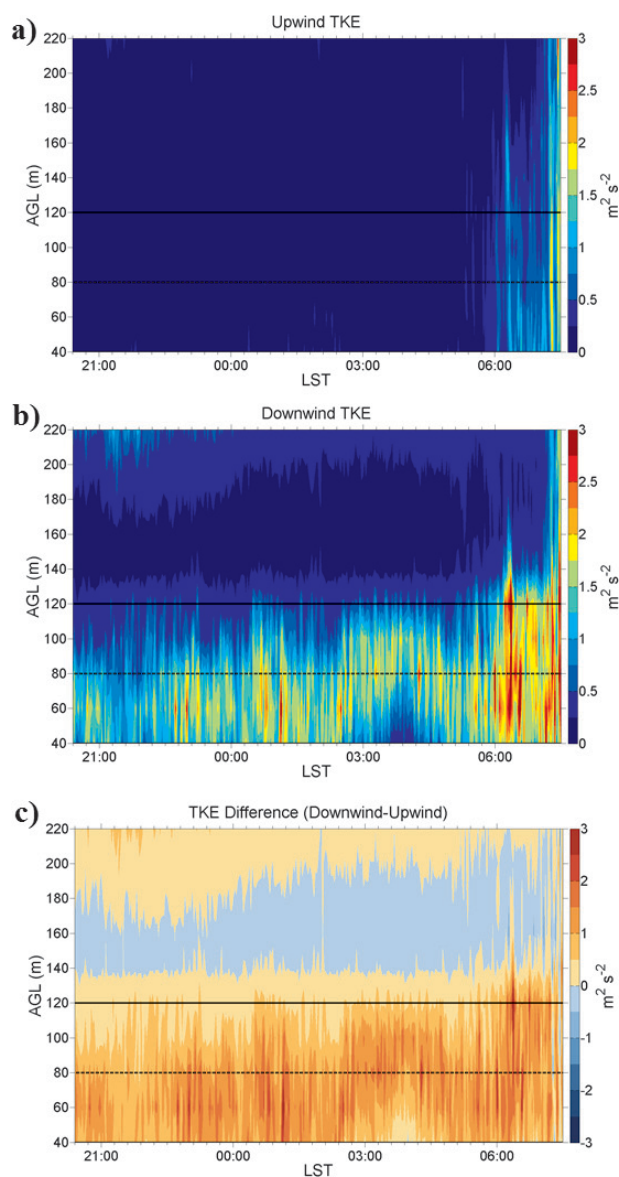 a)
Upwind TKE
220
200
180
160
140
120
100
80
60
40
AGL (m)
21:00 00:00 03:00 06:00
LST
3
2.5
2
1.5
1
0.5
0
m² s⁻²
b)
Downwind TKE
220
200
180
160
140
120
100
80
60
40
AGL (m)
21:00 00:00 03:00 06:00
LST
3
2.5
2
1.5
1
0.5
0
m² s⁻²
c)
TKE Difference (Downwind-Upwind)
220
200
180
160
140
120
100
80
60
40
AGL (m)
21:00 00:00 03:00 06:00
LST
3
2
1
0
-1
-2
-3
m² s⁻²